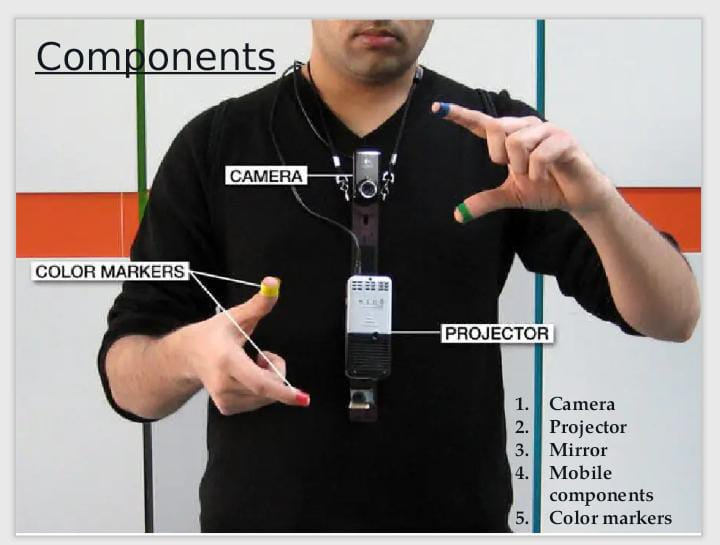 Components
CAMERA
COLOR MARKERS
PROJECTOR
1. Camera
2. Projector
3. Mirror
4. Mobile
components
5. Color markers